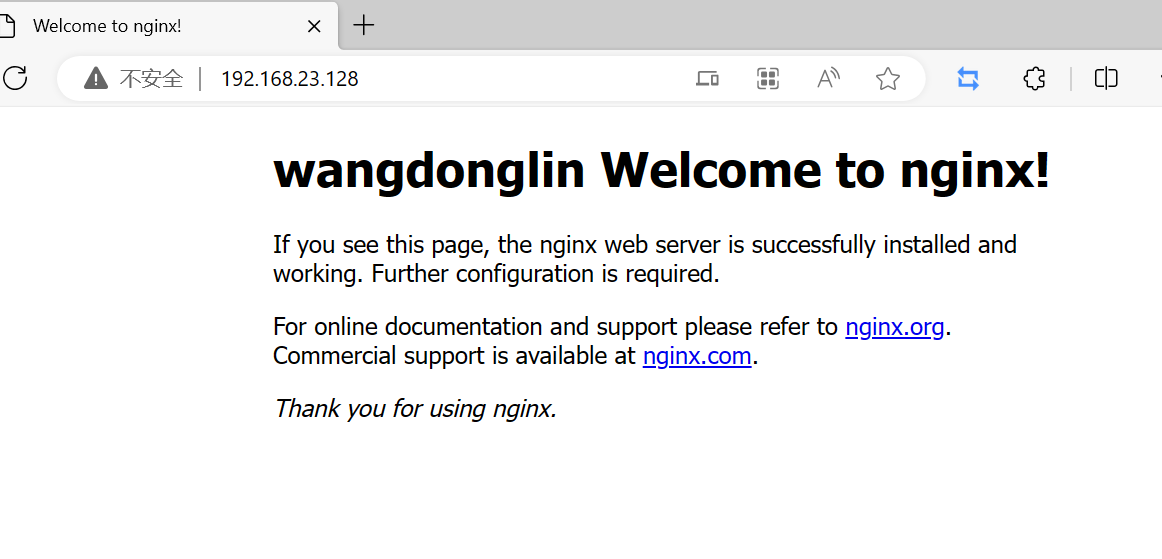 Welcome to nginx!
不安全 192.168.23.128
wangdonglin Welcome to nginx!
If you see this page, the nginx web server is successfully installed and
working. Further configuration is required.
For online documentation and support please refer to nginx.org.
Commercial support is available at nginx.com.
Thank you for using nginx.